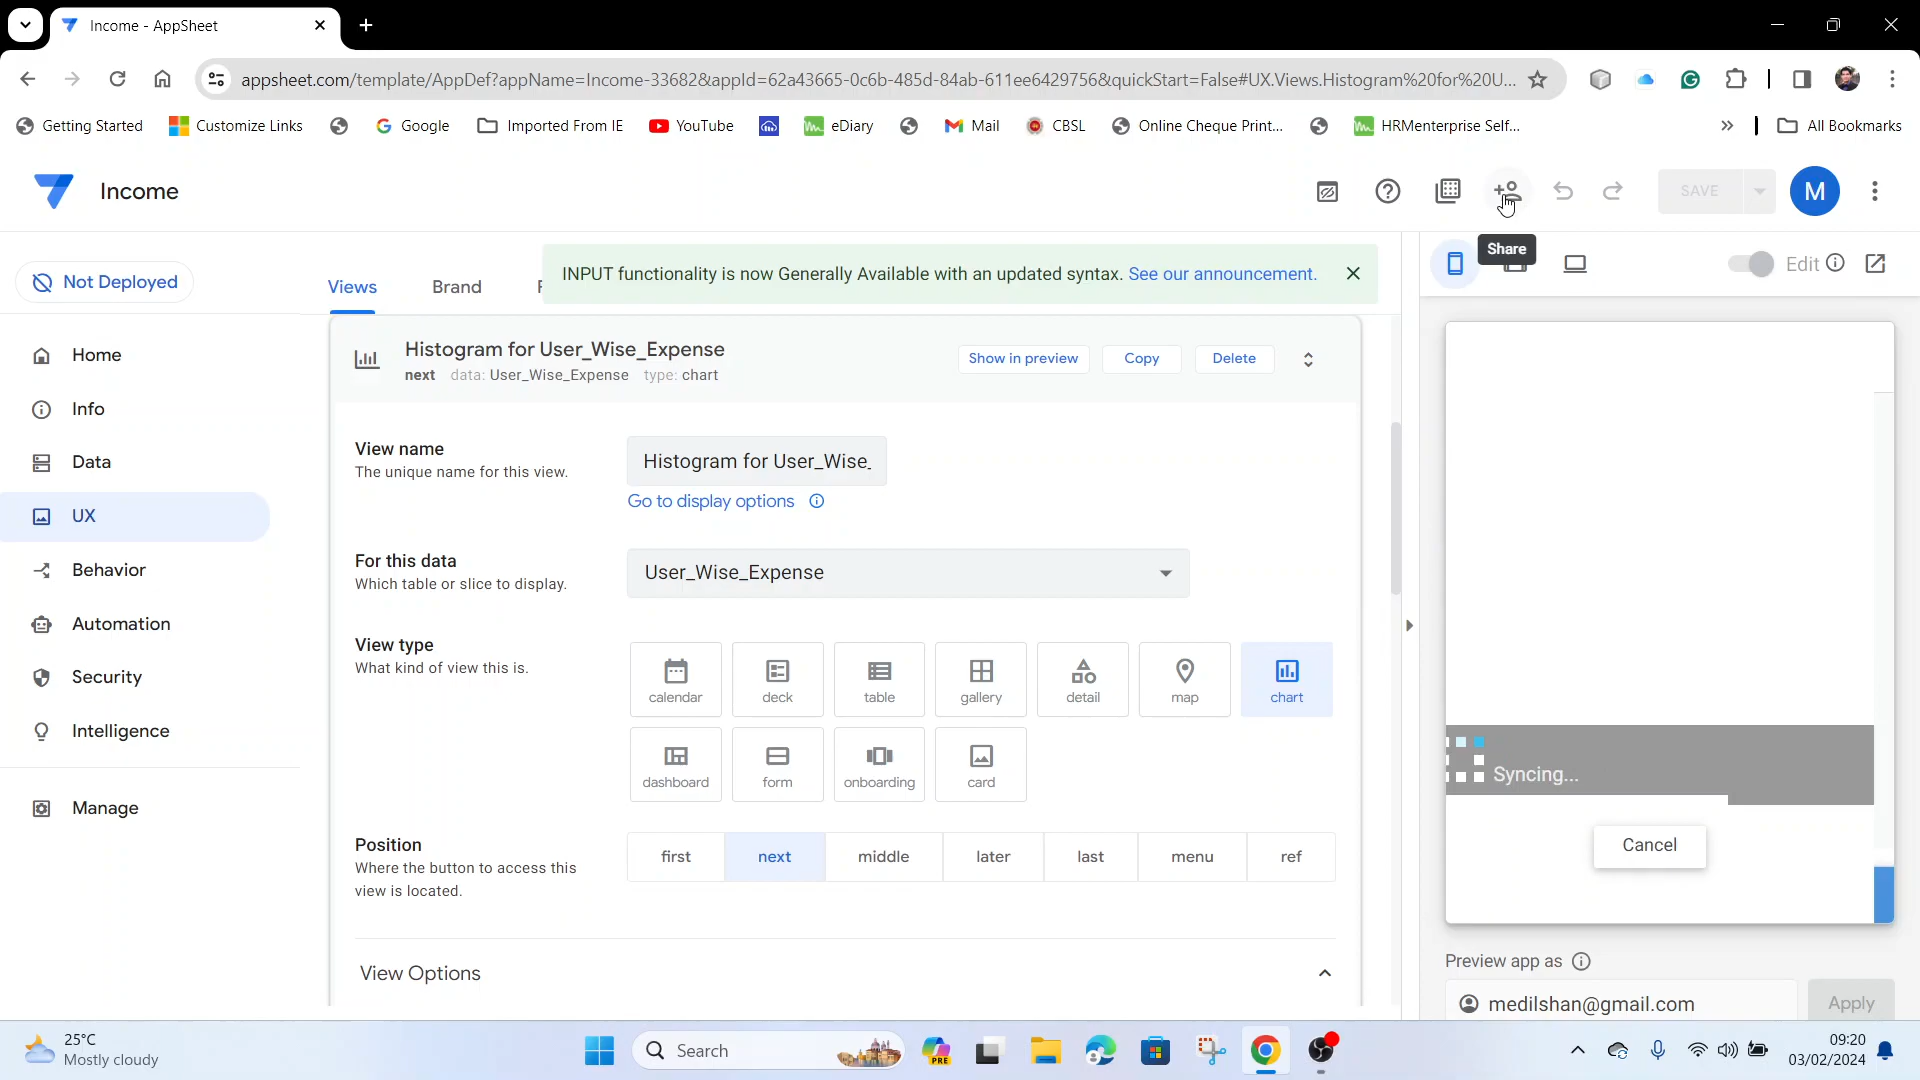 Income - AppSheet
appsheet.com/template/AppDef?appName=Income-33682&appId=62a43665-0c6b-485d-84ab-611ee6429756&quickStart=False#UX.Views.Histogram%20for%20U...
Getting Started
Customize Links
Google
Imported From IE
YouTube
eDiary
Mail
CBSL
Online Cheque Print...
HRMenterprise Self...
All Bookmarks
Income
SAVE
M
Share
Not Deployed
Views
Brand
INPUT functionality is now Generally Available with an updated syntax. See our announcement.
Edit
Home
Info
Data
UX
Behavior
Automation
Security
Intelligence
Manage
Histogram for User_Wise_Expense
next data: User_Wise_Expense type: chart
Show in preview
Copy
Delete
View name
The unique name for this view.
Histogram for User_Wise_
Go to display options
For this data
Which table or slice to display.
User_Wise_Expense
View type
What kind of view this is.
calendar
deck
table
gallery
detail
map
chart
dashboard
form
onboarding
card
Position
Where the button to access this
view is located.
first
next
middle
later
last
menu
ref
View Options
Syncing...
Cancel
Preview app as
medilshan@gmail.com
Apply
25°C
Mostly cloudy
Search
PRE
09:20
03/02/2024